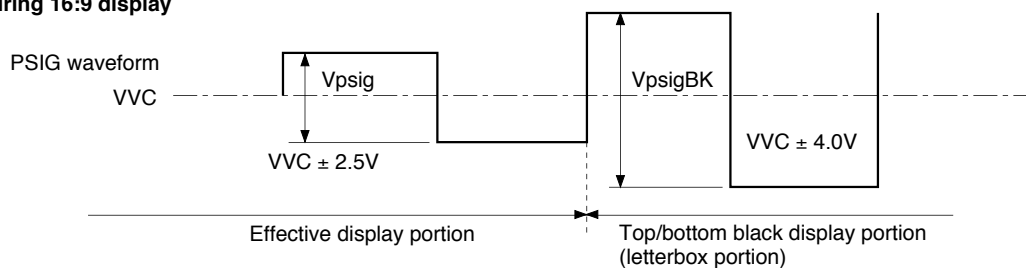 ring 16:9 display
PSIG waveform
Vpsig
VpsigBK
VVC
VVC ± 2.5V
VVC ± 4.0V
Effective display portion
Top/bottom black display portion
(letterbox portion)